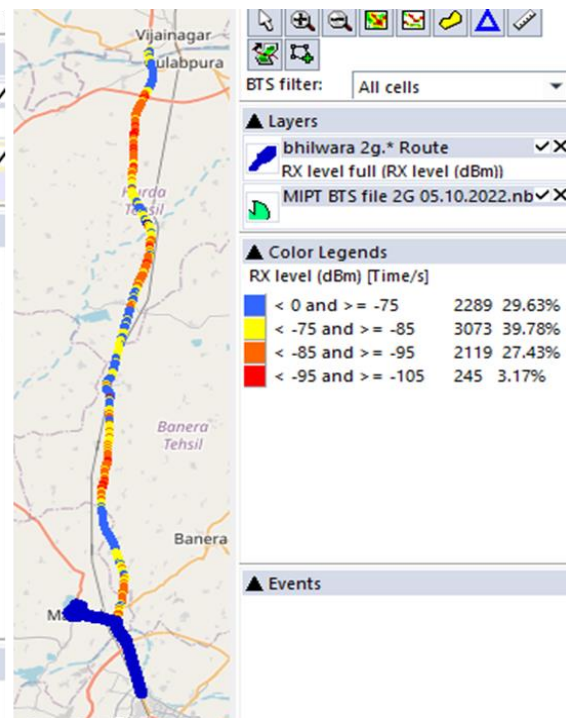 Vijainagar
ulabpura
Hurda
Tehsil
Banera
Tehsil
Banera
BTS filter:
All cells
Layers
bhilwara 2g.* Route
RX level full (RX level (dBm))
MIPT BTS file 2G 05.10.2022.nb
Color Legends
RX level (dBm) [Time/s]
< 0 and >= -75 2289 29.63%
< -75 and >= -85 3073 39.78%
< -85 and >= -95 2119 27.43%
< -95 and >= -105 245 3.17%
Events